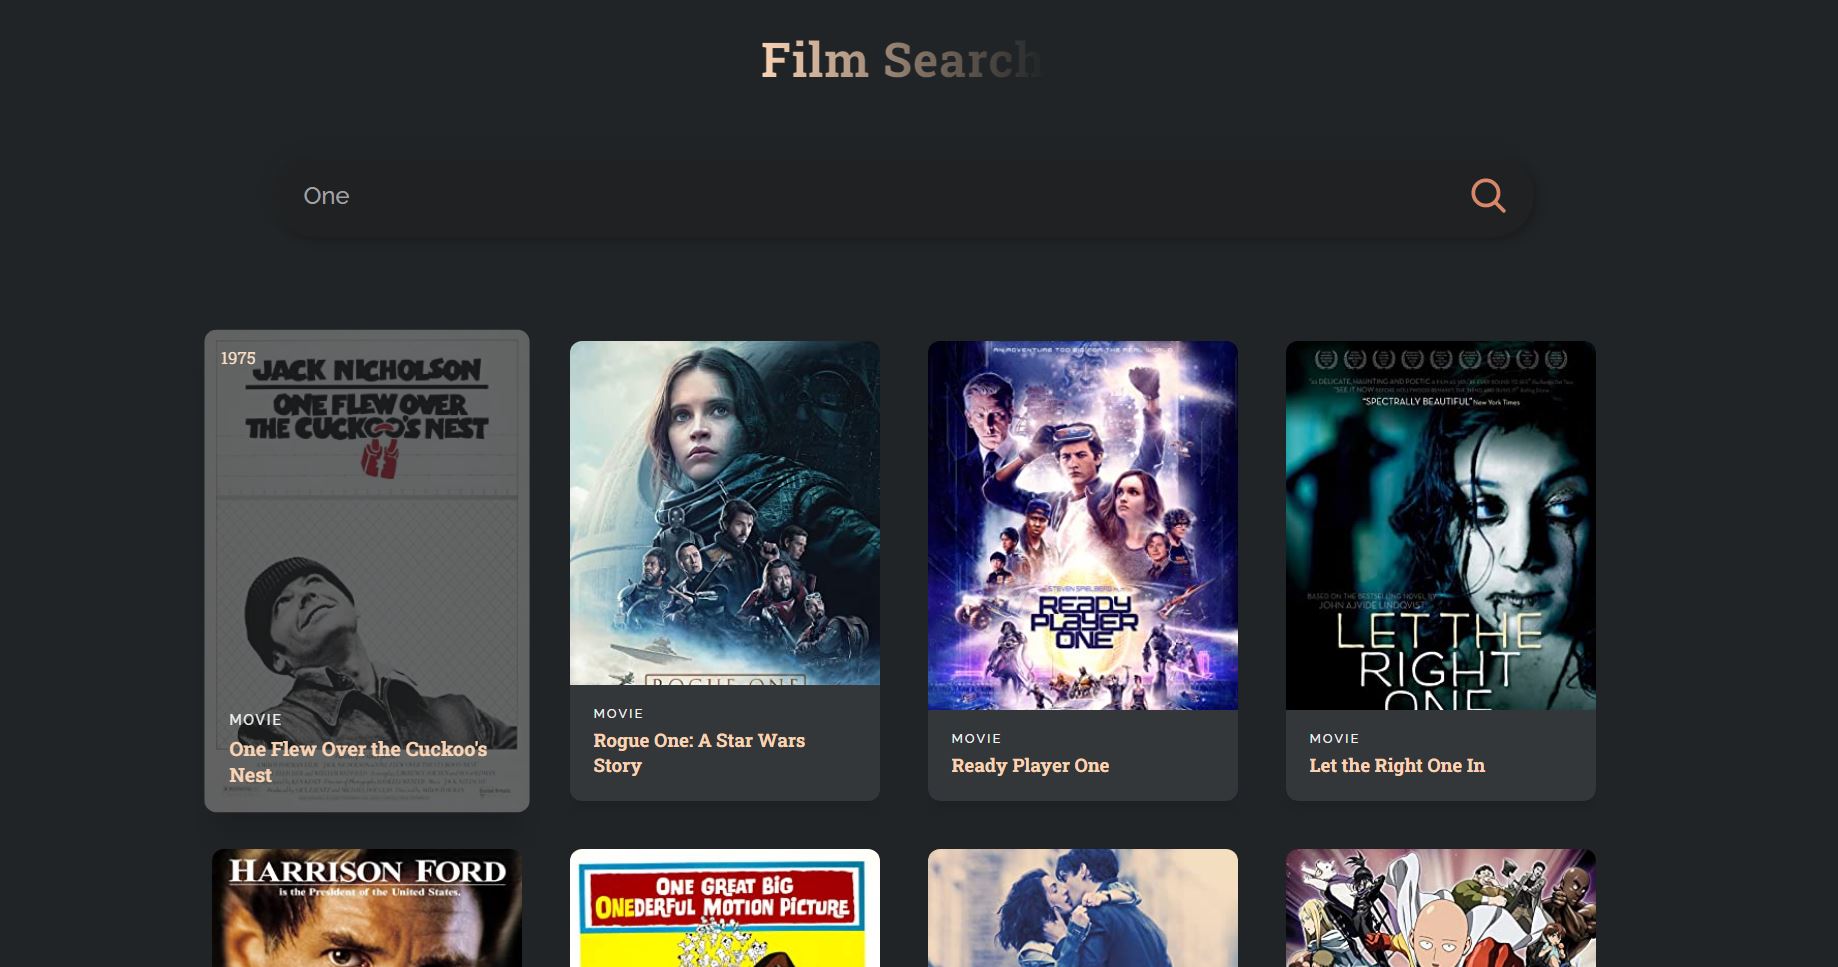 Film Search
One
1975
JACK NICHOLSON
ONE FLEW OVER
THE CUCKOO'S NEST
MOVIE
One Flew Over the Cuckoo's
Nest
ROGUE ONE
MOVIE
Rogue One: A Star Wars
Story
AN ADVENTURE TOO BIG FOR THE REAL WORLD
A STEVEN SPIELBERG FILM
READY
PLAYER
ONE
MOVIE
Ready Player One
"SPECTRALLY BEAUTIFUL" New York Times
BASED ON THE BESTSELLING NOVEL BY
JOHN AJVIDE LINDQVIST
LET THE
RIGHT
ONE
MOVIE
Let the Right One In
HARRISON FORD
is the President of the United States.
ONE GREAT BIG
ONEDERFUL MOTION PICTURE